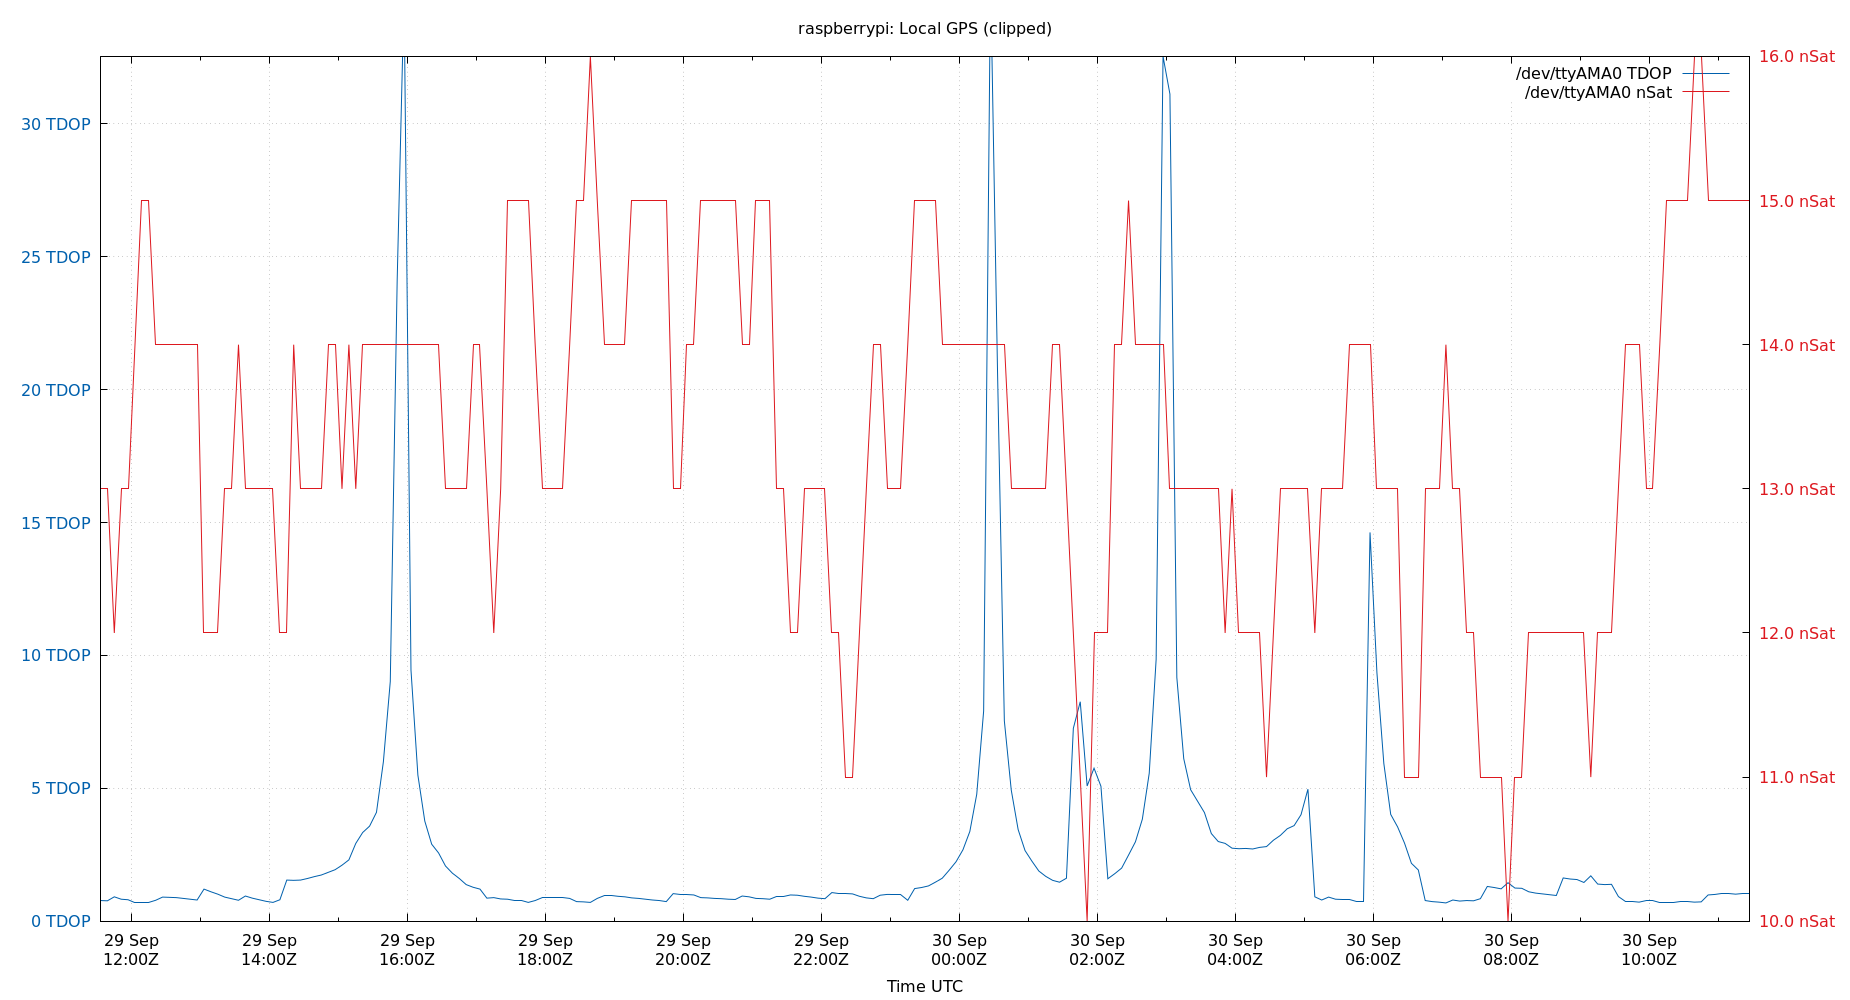 raspberrypi: Local GPS (clipped)
/dev/ttyAMA0 TDOP
/dev/ttyAMA0 nSat
30 TDOP
25 TDOP
20 TDOP
15 TDOP
10 TDOP
5 TDOP
0 TDOP
16.0 nSat
15.0 nSat
14.0 nSat
13.0 nSat
12.0 nSat
11.0 nSat
10.0 nSat
29 Sep 29 Sep 29 Sep 29 Sep 29 Sep 29 Sep 30 Sep 30 Sep 30 Sep 30 Sep 30 Sep 30 Sep
12:00Z 14:00Z 16:00Z 18:00Z 20:00Z 22:00Z 00:00Z 02:00Z 04:00Z 06:00Z 08:00Z 10:00Z
Time UTC